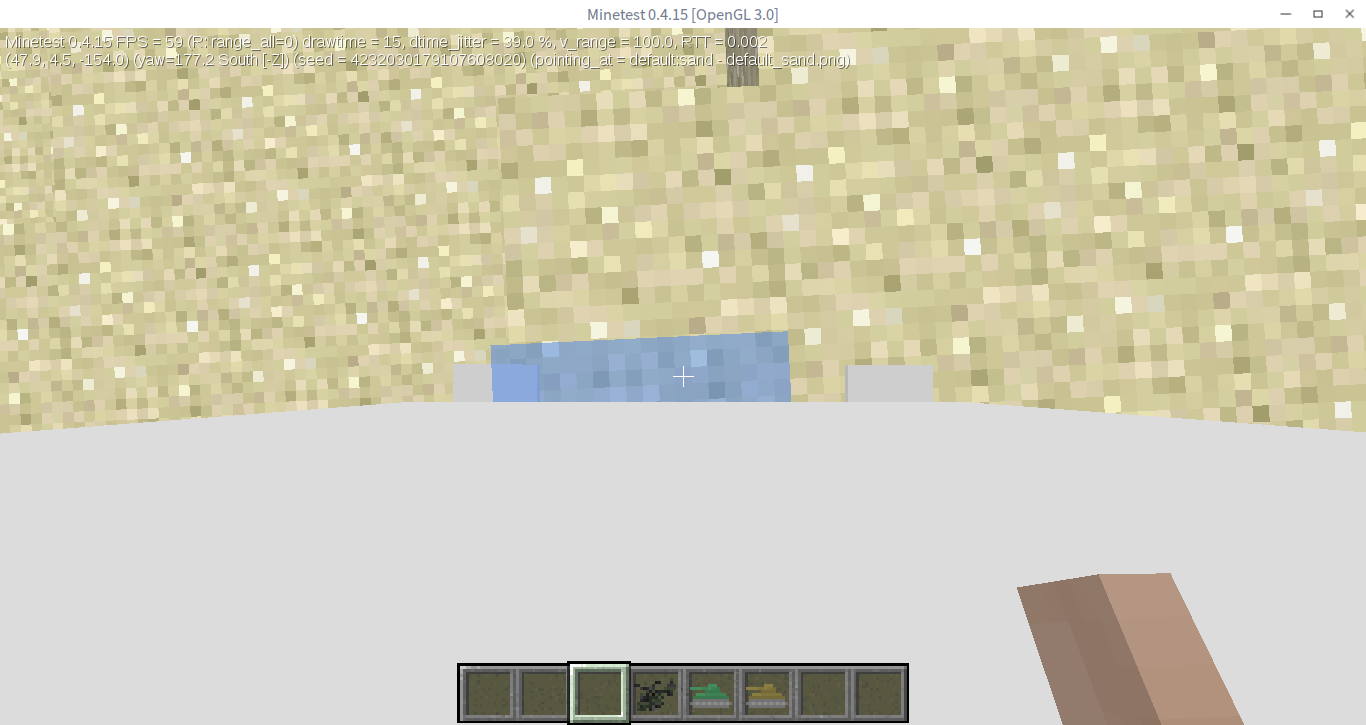 Minetest 0.4.15 [OpenGL 3.0]
Minetest 0.4.15 FPS = 59 (R: range_all=0) drawtime = 15, dtime_jitter = 39.0 %, v_range = 100.0, RTT = 0.002
(47.9, 4.5, -154.0) (yaw=177.2 South [-Z]) (seed = 4232030179107608020) (pointing_at = default:sand - default_sand.png)